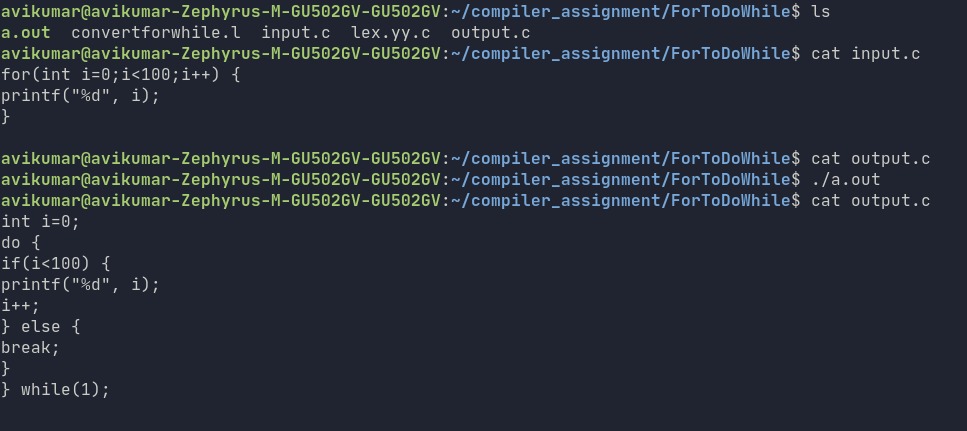 avikumar@avikumar-Zephyrus-M-GU502GV-GU502GV:~/compiler_assignment/ForToDoWhile$ ls
a.out  convertforwhile.l  input.c  lex.yy.c  output.c
avikumar@avikumar-Zephyrus-M-GU502GV-GU502GV:~/compiler_assignment/ForToDoWhile$ cat input.c
for(int i=0;i<100;i++) {
printf("%d", i);
}
avikumar@avikumar-Zephyrus-M-GU502GV-GU502GV:~/compiler_assignment/ForToDoWhile$ cat output.c
avikumar@avikumar-Zephyrus-M-GU502GV-GU502GV:~/compiler_assignment/ForToDoWhile$ ./a.out
avikumar@avikumar-Zephyrus-M-GU502GV-GU502GV:~/compiler_assignment/ForToDoWhile$ cat output.c
int i=0;
do {
if(i<100) {
printf("%d", i);
i++;
} else {
break;
}
} while(1);